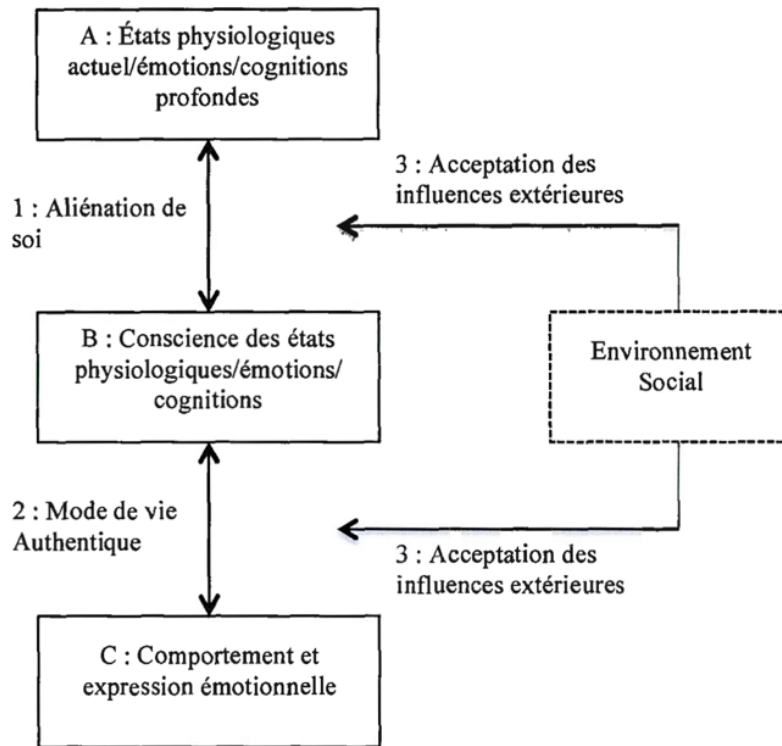 A : États physiologiques
actuel/émotions/cognitions
profondes
3 : Acceptation des
influences extérieures
1 : Aliénation de
soi
B : Conscience des états
physiologiques/émotions/
cognitions
Environnement
Social
2 : Mode de vie
Authentique
3 : Acceptation des
influences extérieures
C : Comportement et
expression émotionnelle